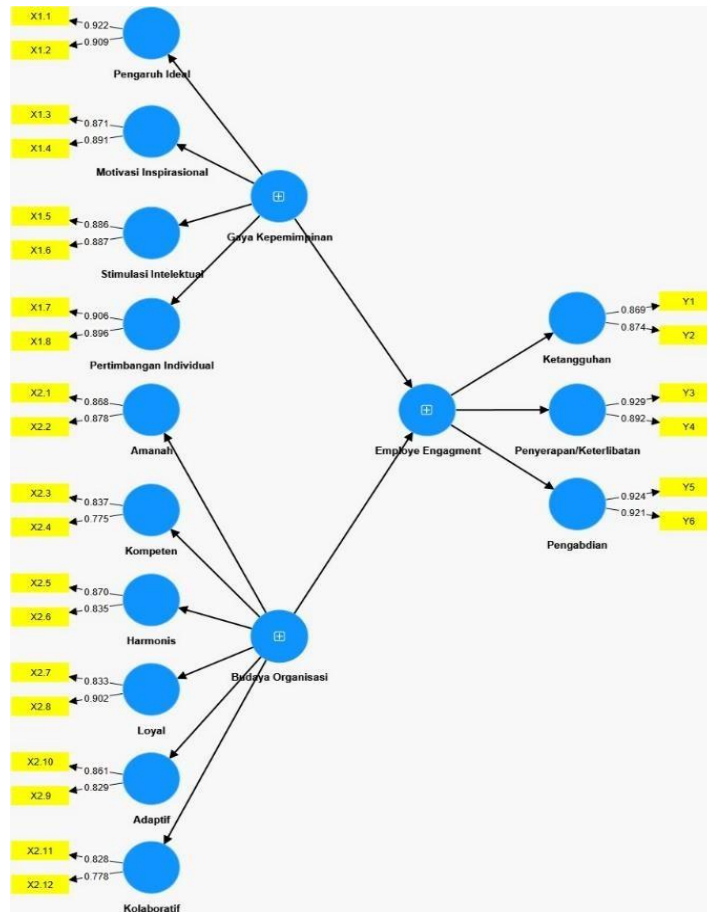 X1.1
0.922
0.909
X1.2
Pengaruh Ideal
X1.3
0.871
0.891
X1.4
Motivasi Inspirasional
X1.5
0.886
0.887
X1.6
Stimulasi Intelektual
X1.7
0.906
0.896
X1.8
Pertimbangan Individual
Gaya Kepemimpinan
X2.1
0.868
0.878
X2.2
Amanah
X2.3
0.837
0.775
X2.4
Kompeten
X2.5
0.870
0.835
X2.6
Harmonis
X2.7
0.833
0.902
X2.8
Loyal
X2.10
0.861
0.829
X2.9
Adaptif
X2.11
0.828
0.778
X2.12
Kolaboratif
Budaya Organisasi
Employe Engagment
0.869
Y1
0.874
Y2
Ketangguhan
0.929
Y3
0.892
Y4
Penyerapan/Keterlibatan
0.924
Y5
0.921
Y6
Pengabdian